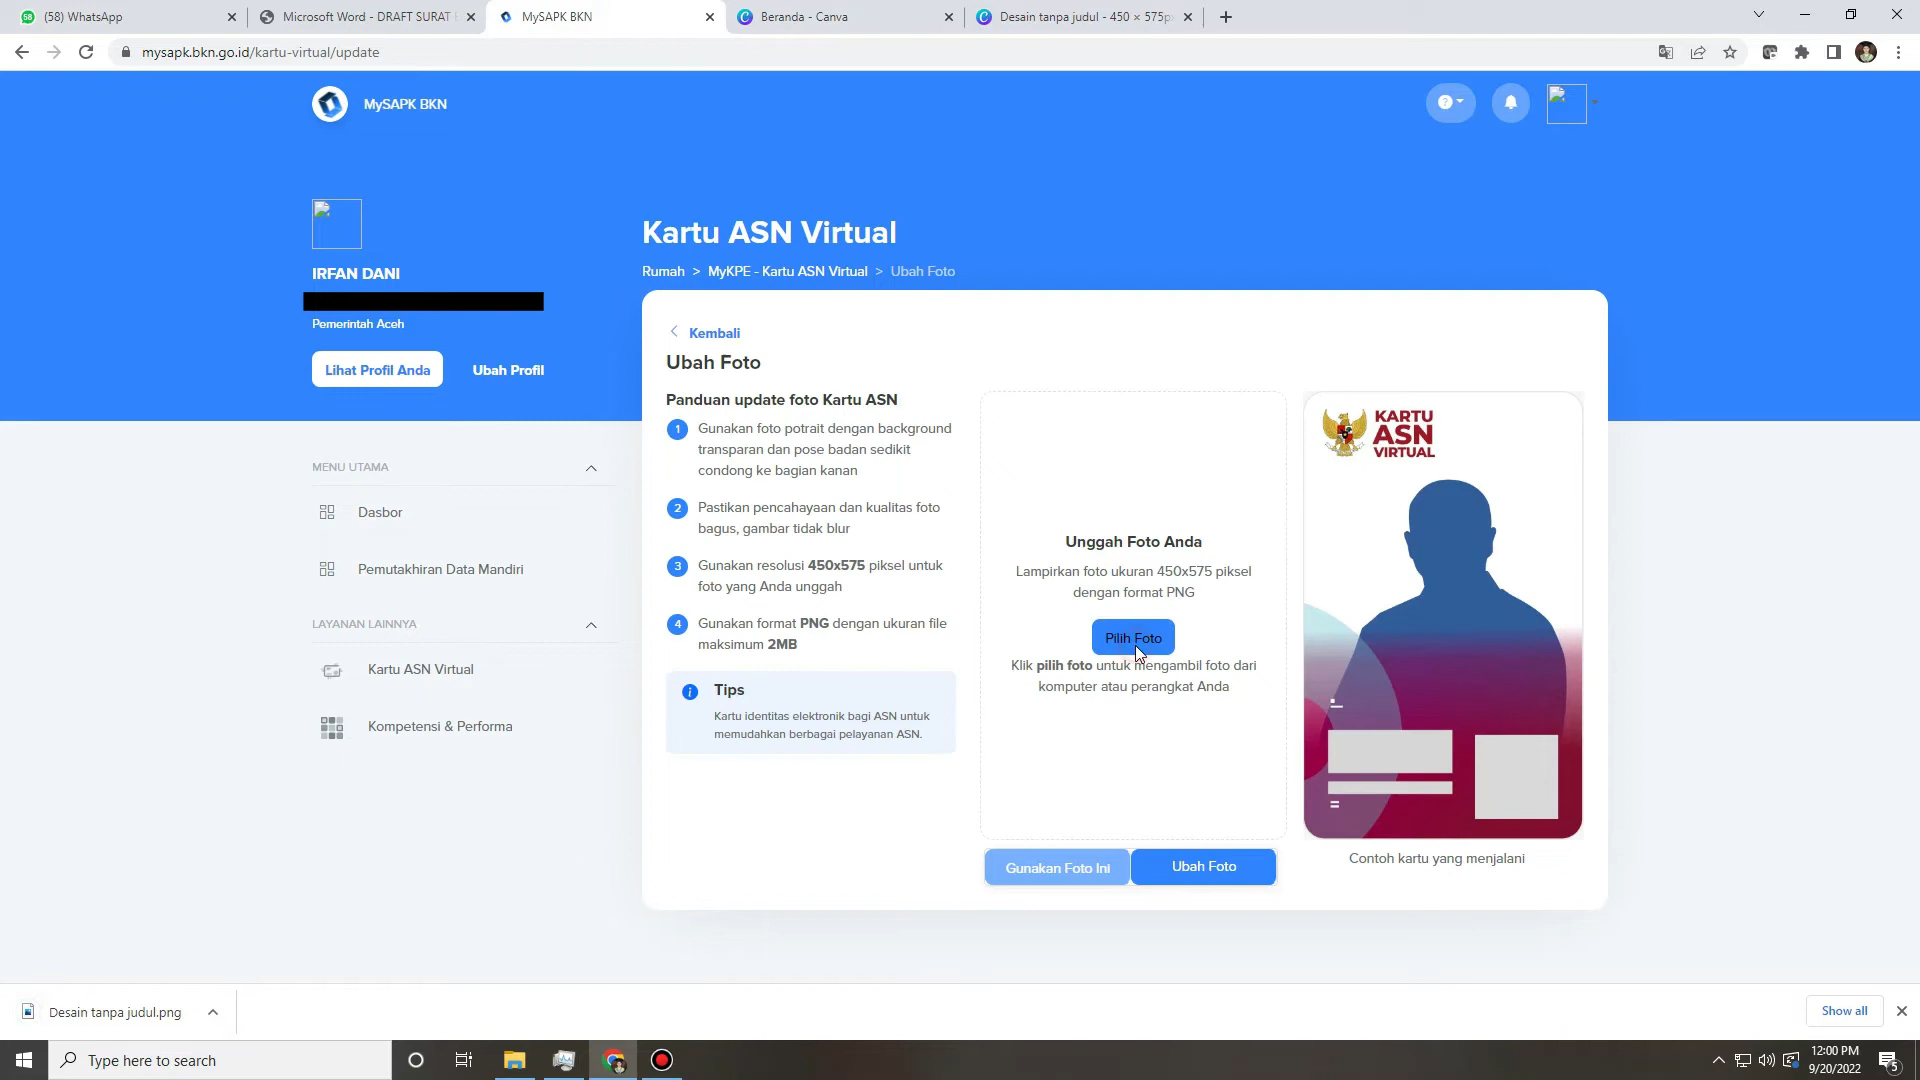 (58) WhatsApp
Microsoft Word - DRAFT SURAT
MySAPK BKN
Beranda - Canva
Desain tanpa judul - 450 × 575p
mysapk.bkn.go.id/kartu-virtual/update
MySAPK BKN
IRFAN DANI
Pemerintah Aceh
Lihat Profil Anda
Ubah Profil
MENU UTAMA
Dasbor
Pemutakhiran Data Mandiri
LAYANAN LAINNYA
Kartu ASN Virtual
Kompetensi & Performa
Kartu ASN Virtual
Rumah > MyKPE - Kartu ASN Virtual > Ubah Foto
Kembali
Ubah Foto
Panduan update foto Kartu ASN
1 Gunakan foto potrait dengan background
transparan dan pose badan sedikit
condong ke bagian kanan
2 Pastikan pencahayaan dan kualitas foto
bagus, gambar tidak blur
3 Gunakan resolusi 450x575 piksel untuk
foto yang Anda unggah
4 Gunakan format PNG dengan ukuran file
maksimum 2MB
Tips
Kartu identitas elektronik bagi ASN untuk
memudahkan berbagai pelayanan ASN.
Unggah Foto Anda
Lampirkan foto ukuran 450x575 piksel
dengan format PNG
Pilih Foto
Klik pilih foto untuk mengambil foto dari
komputer atau perangkat Anda
Gunakan Foto Ini
Ubah Foto
KARTU
ASN
VIRTUAL
Contoh kartu yang menjalani
Desain tanpa judul.png
Show all
Type here to search
12:00 PM
9/20/2022
5